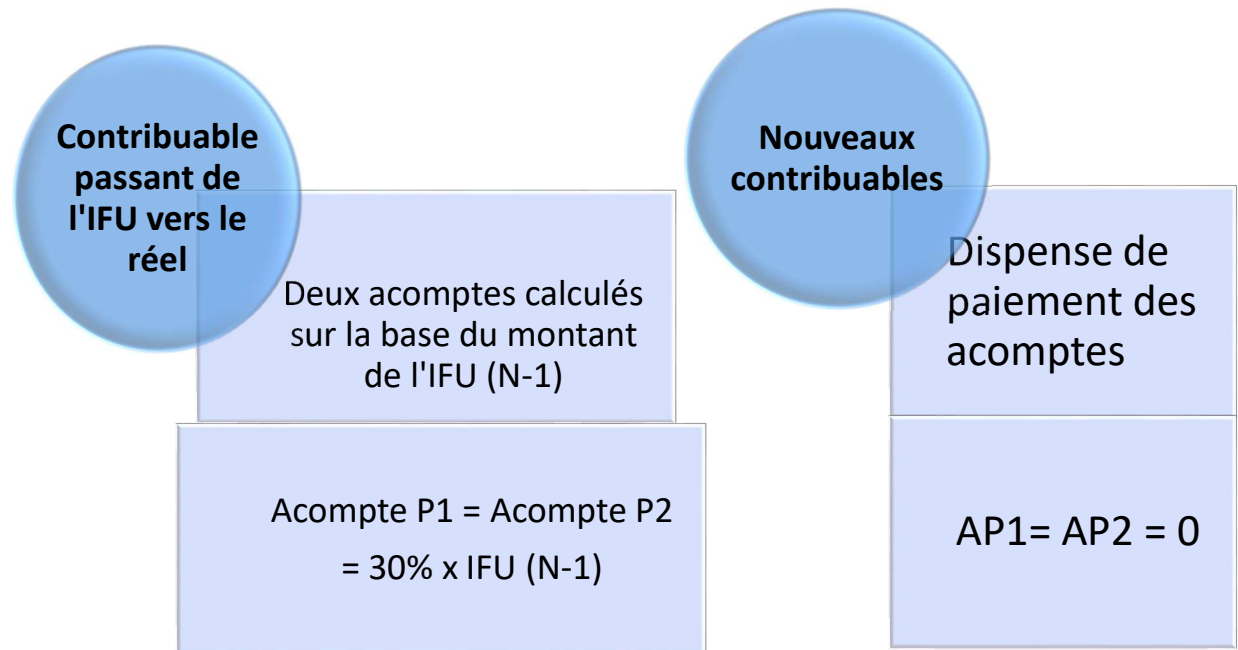 Contribuable
passant de
l'IFU vers le
réel
Deux acomptes calculés
sur la base du montant
de l'IFU (N-1)
Acompte P1 = Acompte P2
= 30% x IFU (N-1)
Nouveaux
contribuables
Dispense de
paiement des
acomptes
AP1= AP2 = 0